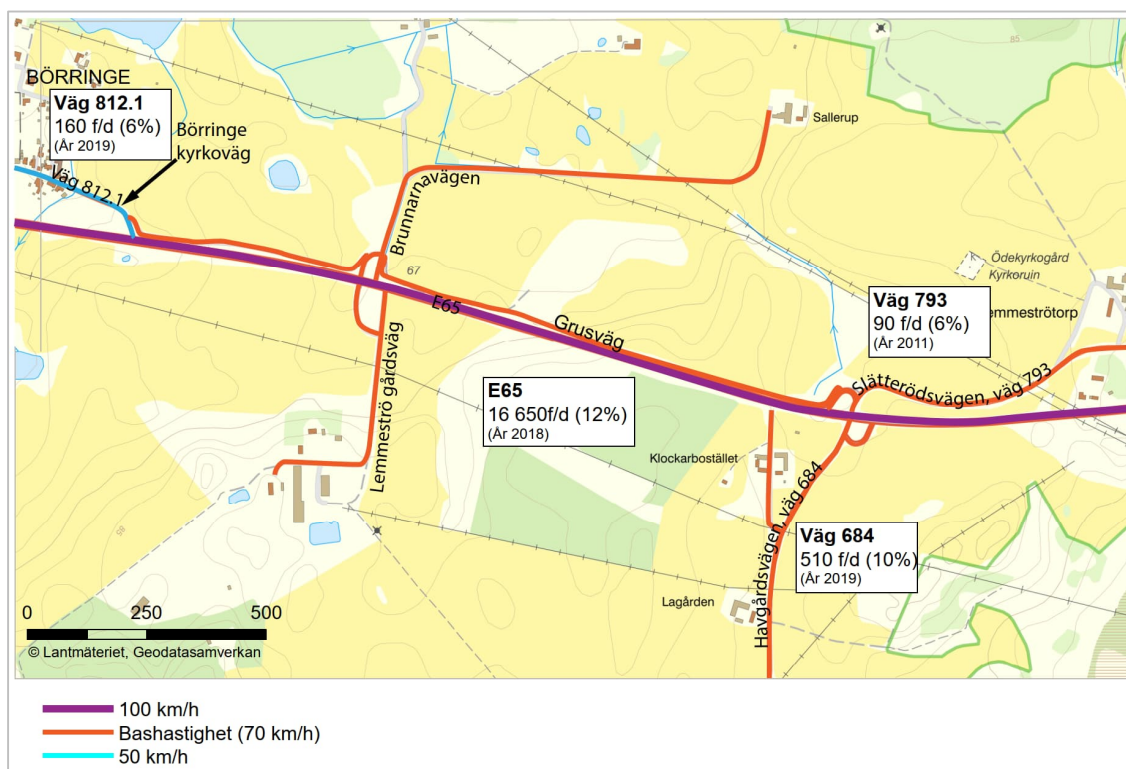 BÖRRINGE
Väg 812.1
160 f/d (6%)
(År 2019)
Börringe
kyrkoväg
Väg 812.1
Sallerup
85
Brunnarnavägen
67
E65
Grusväg
Ödekyrkogård
Kyrkoruin
Väg 793
90 f/d (6%)
(År 2011)
emmeströtorp
Slätterödsvägen, väg 793
E65
16 650f/d (12%)
(År 2018)
Lemmeströ gårdsväg
Klockarbostället
Havgårdsvägen, väg 684
Väg 684
510 f/d (10%)
(År 2019)
Lagården
85
0 250 500
© Lantmäteriet, Geodatasamverkan
100 km/h
Bashastighet (70 km/h)
50 km/h